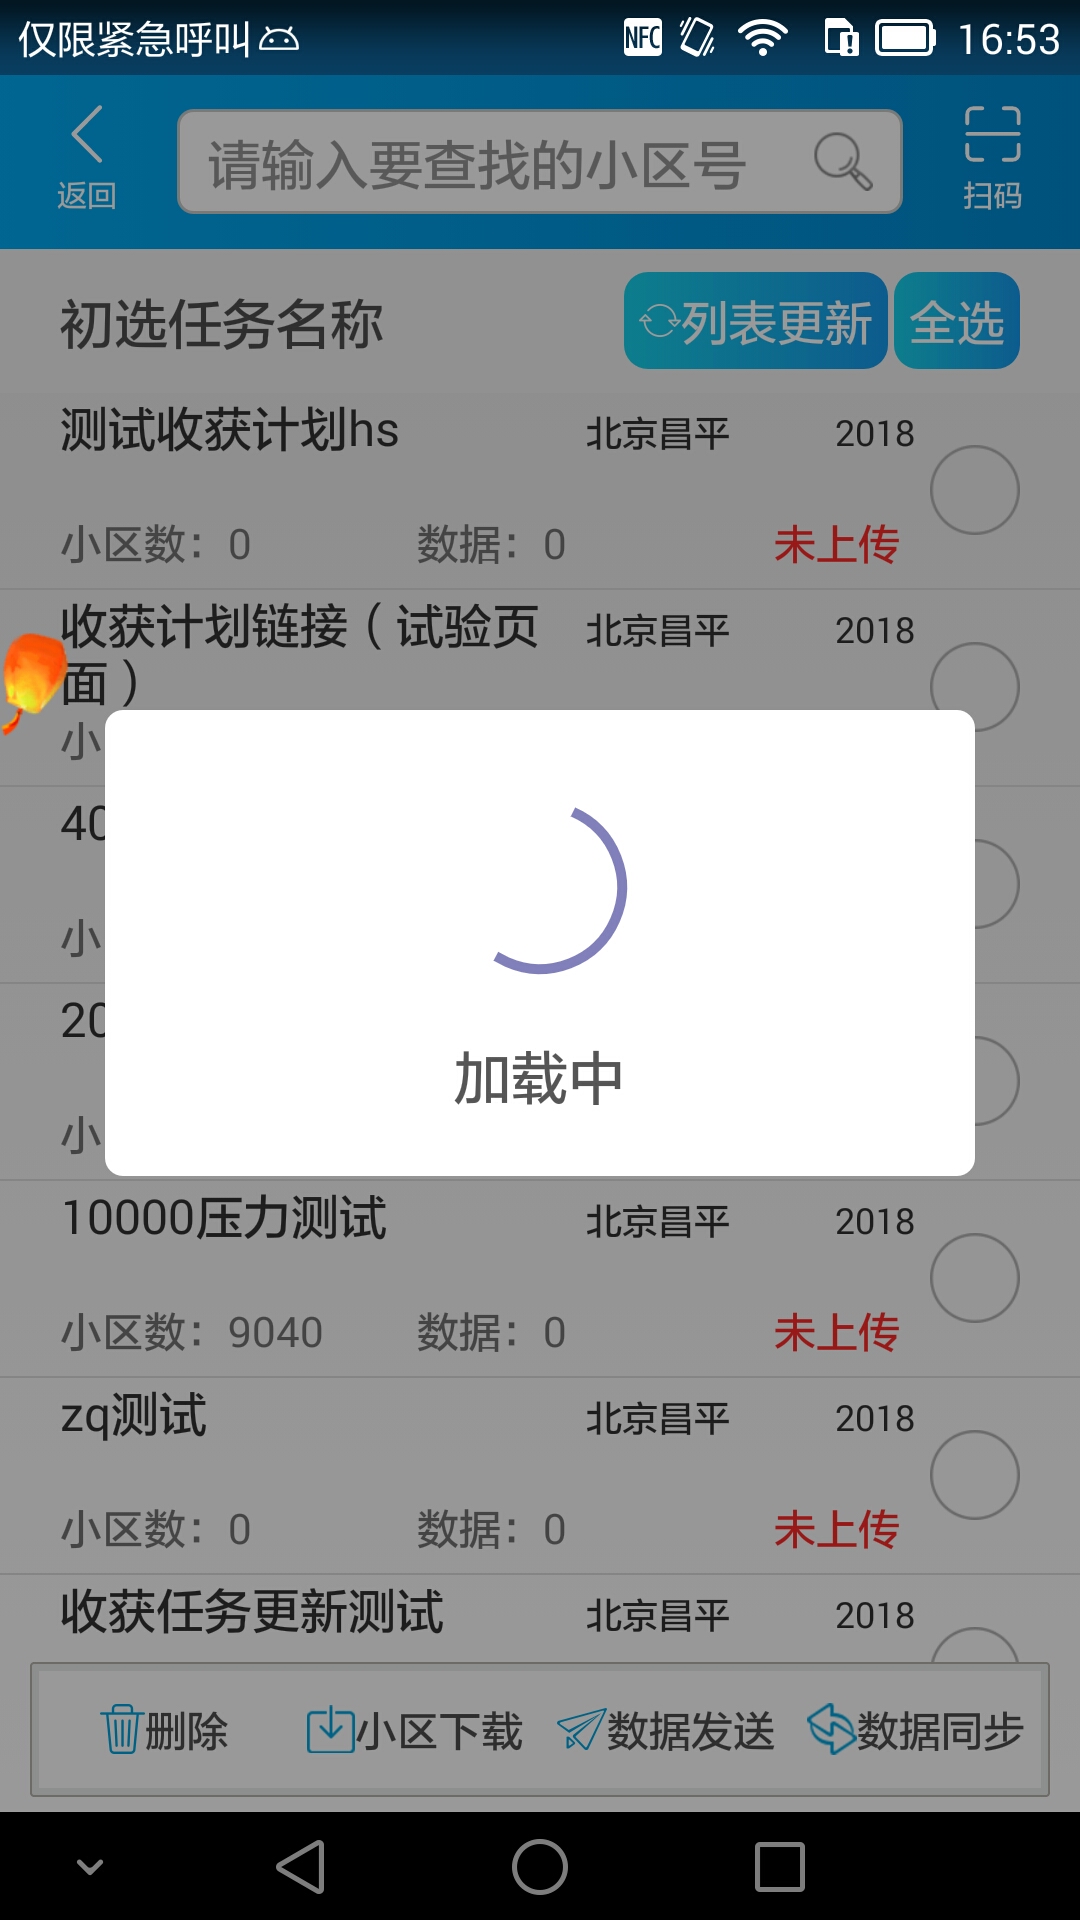 仅限紧急呼叫 NFC 16:53
返回 请输入要查找的小区号 扫码
初选任务名称 列表更新 全选
测试收获计划hs 北京昌平 2018
小区数：0 数据：0 未上传
收获计划链接（试验页 北京昌平 2018
面）
小
40
小
20
小
加载中
10000压力测试 北京昌平 2018
小区数：9040 数据：0 未上传
zq测试 北京昌平 2018
小区数：0 数据：0 未上传
收获任务更新测试 北京昌平 2018
删除 小区下载 数据发送 数据同步